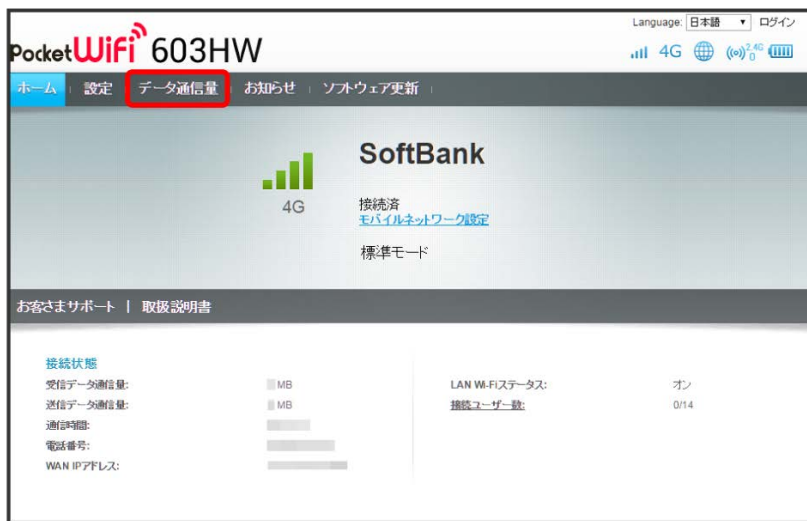 Language: 日本語 ログイン
PocketWiFi 603HW
4G 2.4G 0
ホーム 設定 データ通信量 お知らせ ソフトウェア更新
SoftBank
4G
接続済
モバイルネットワーク設定
標準モード
お客さまサポート | 取扱説明書
接続状態
受信データ通信量: MB LAN Wi-Fiステータス: オン
送信データ通信量: MB 接続ユーザー数: 0/14
通信時間:
電話番号:
WAN IPアドレス: